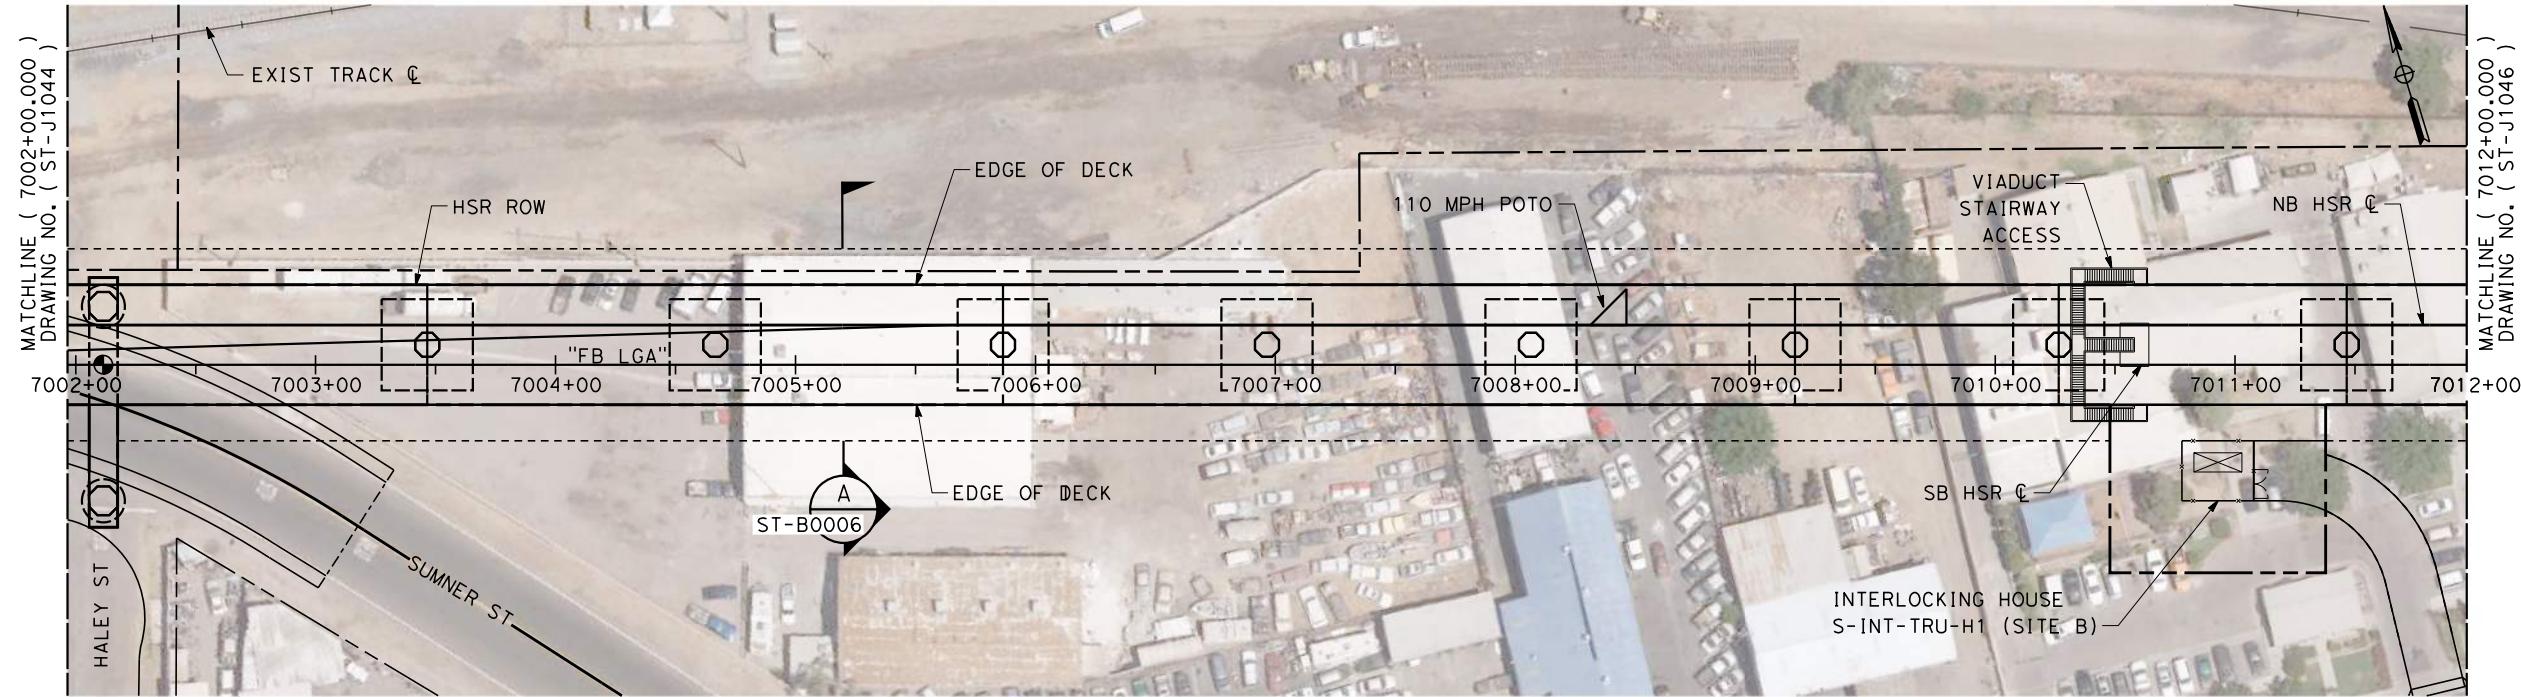 MATCHLINE ( 7002+00.000 )
DRAWING NO. ( ST-J1044 )
EXIST TRACK ℄
HSR ROW
EDGE OF DECK
110 MPH POTO
VIADUCT
STAIRWAY
ACCESS
NB HSR ℄
MATCHLINE ( 7012+00.000 )
DRAWING NO. ( ST-J1046 )
"FB LGA"
7002+00
7003+00
7004+00
7005+00
7006+00
7007+00
7008+00
7009+00
7010+00
7011+00
7012+00
A
ST-B0006
EDGE OF DECK
SB HSR ℄
HALEY ST
SUMNER ST
INTERLOCKING HOUSE
S-INT-TRU-H1 (SITE B)